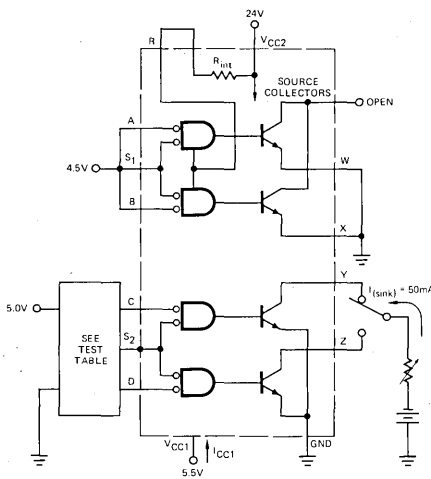 24V
R
VCC2
Rint
SOURCE
COLLECTORS
OPEN
A
4.5V
S1
W
B
X
Y
I(sink) = 50mA
5.0V
C
SEE
TEST
TABLE
S2
Z
D
VCC1
ICC1
GND
5.5V